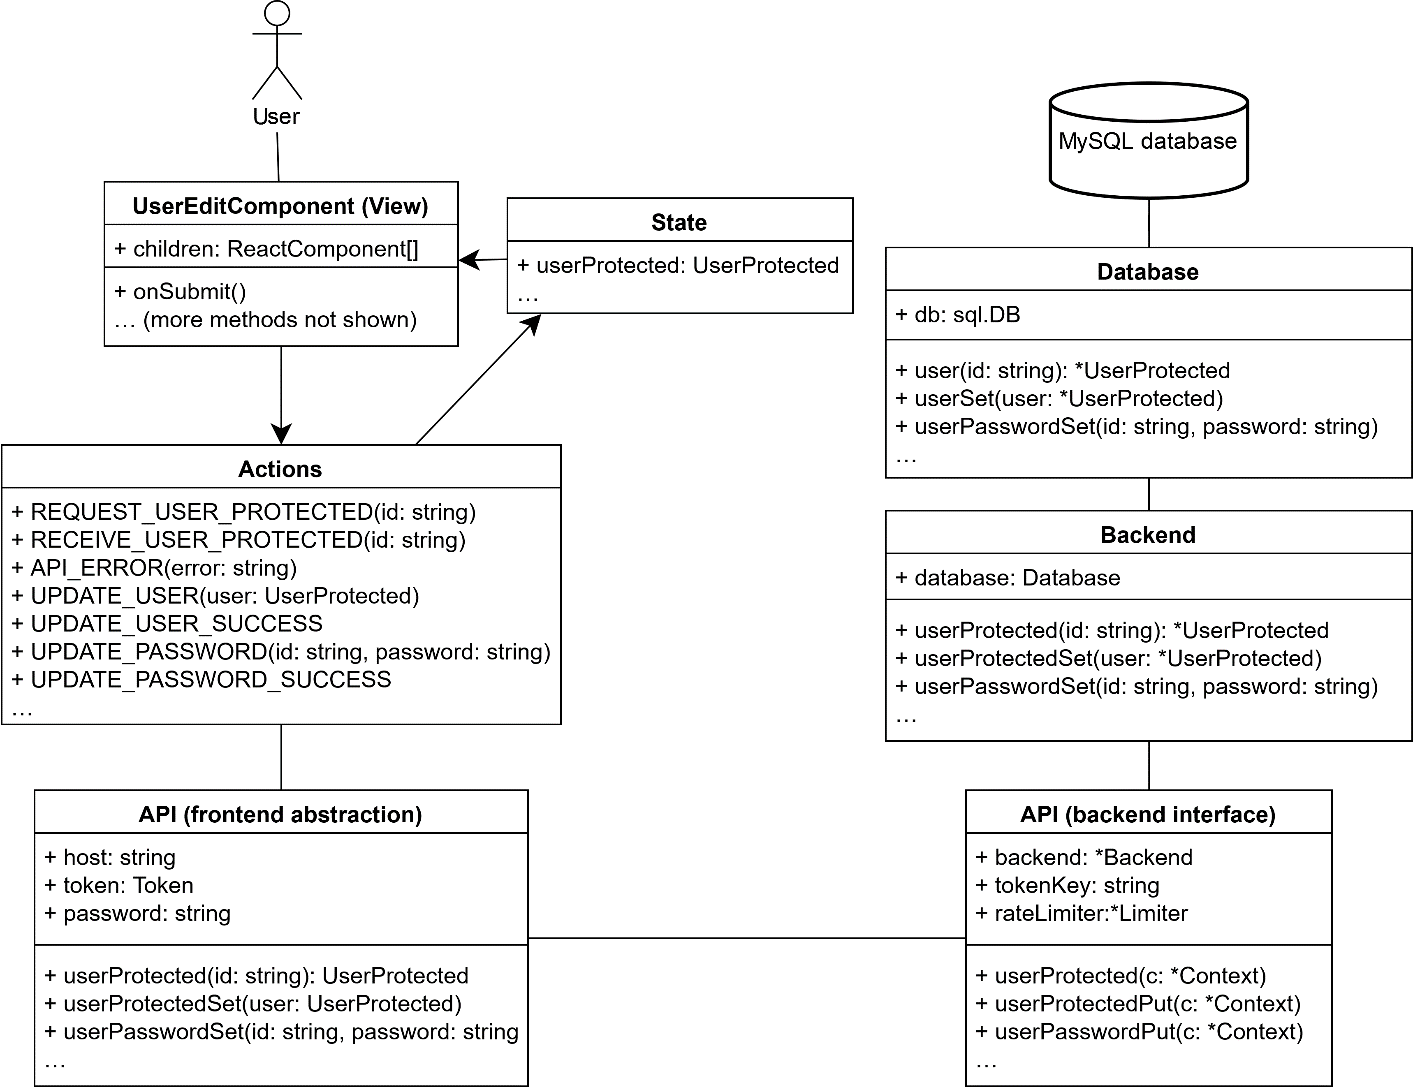 User
UserEditComponent (View)
+ children: ReactComponent[]
+ onSubmit()
… (more methods not shown)
State
+ userProtected: UserProtected
…
Actions
+ REQUEST_USER_PROTECTED(id: string)
+ RECEIVE_USER_PROTECTED(id: string)
+ API_ERROR(error: string)
+ UPDATE_USER(user: UserProtected)
+ UPDATE_USER_SUCCESS
+ UPDATE_PASSWORD(id: string, password: string)
+ UPDATE_PASSWORD_SUCCESS
…
API (frontend abstraction)
+ host: string
+ token: Token
+ password: string
+ userProtected(id: string): UserProtected
+ userProtectedSet(user: UserProtected)
+ userPasswordSet(id: string, password: string
…
MySQL database
Database
+ db: sql.DB
+ user(id: string): *UserProtected
+ userSet(user: *UserProtected)
+ userPasswordSet(id: string, password: string)
…
Backend
+ database: Database
+ userProtected(id: string): *UserProtected
+ userProtectedSet(user: *UserProtected)
+ userPasswordSet(id: string, password: string)
…
API (backend interface)
+ backend: *Backend
+ tokenKey: string
+ rateLimiter:*Limiter
+ userProtected(c: *Context)
+ userProtectedPut(c: *Context)
+ userPasswordPut(c: *Context)
…